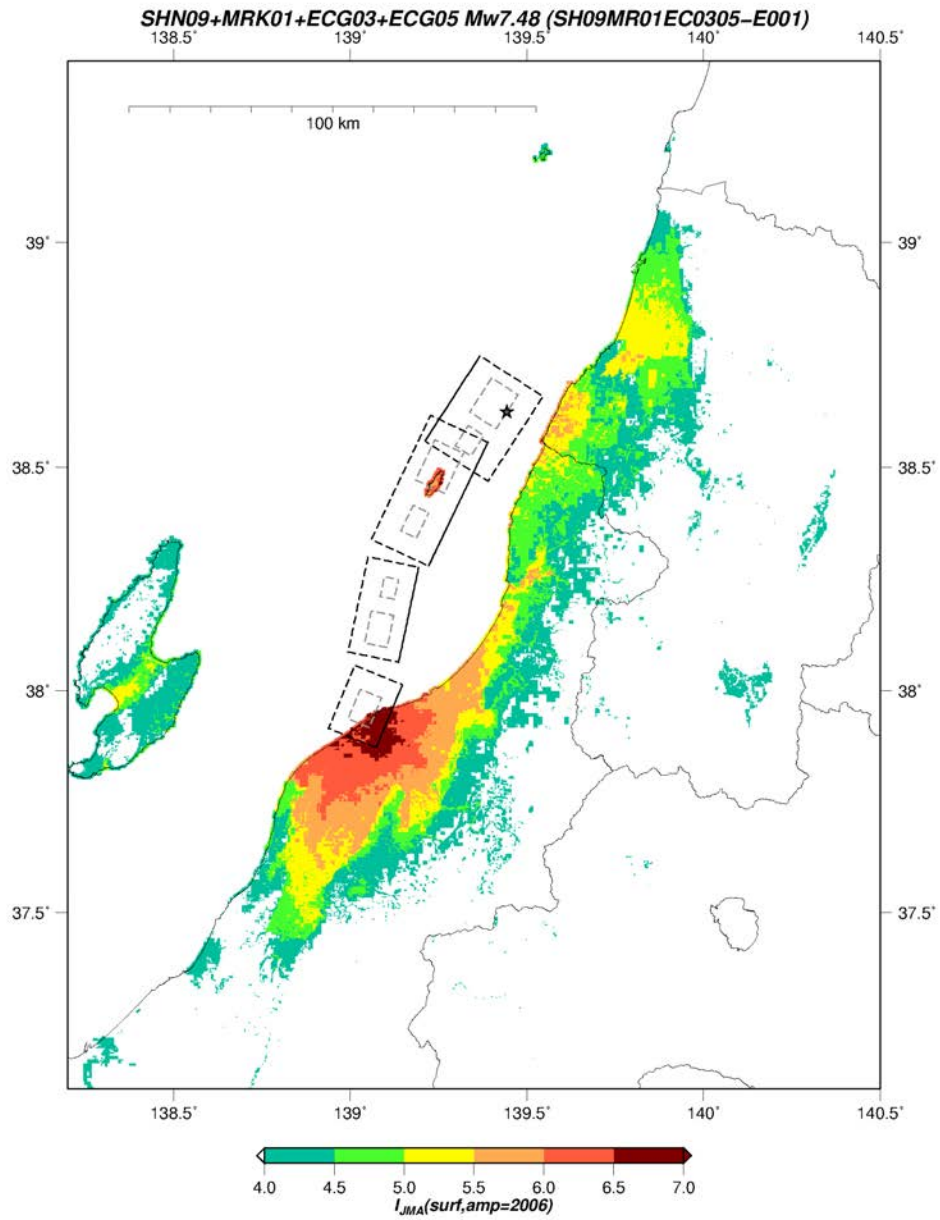 SHN09+MRK01+ECG03+ECG05 Mw7.48 (SH09MR01EC0305−E001)
138.5˚ 139˚ 139.5˚ 140˚ 140.5˚
100 km
39˚ 39˚
38.5˚ 38.5˚
38˚ 38˚
37.5˚ 37.5˚
138.5˚ 139˚ 139.5˚ 140˚ 140.5˚
4.0 4.5 5.0 5.5 6.0 6.5 7.0
IJMA(surf,amp=2006)